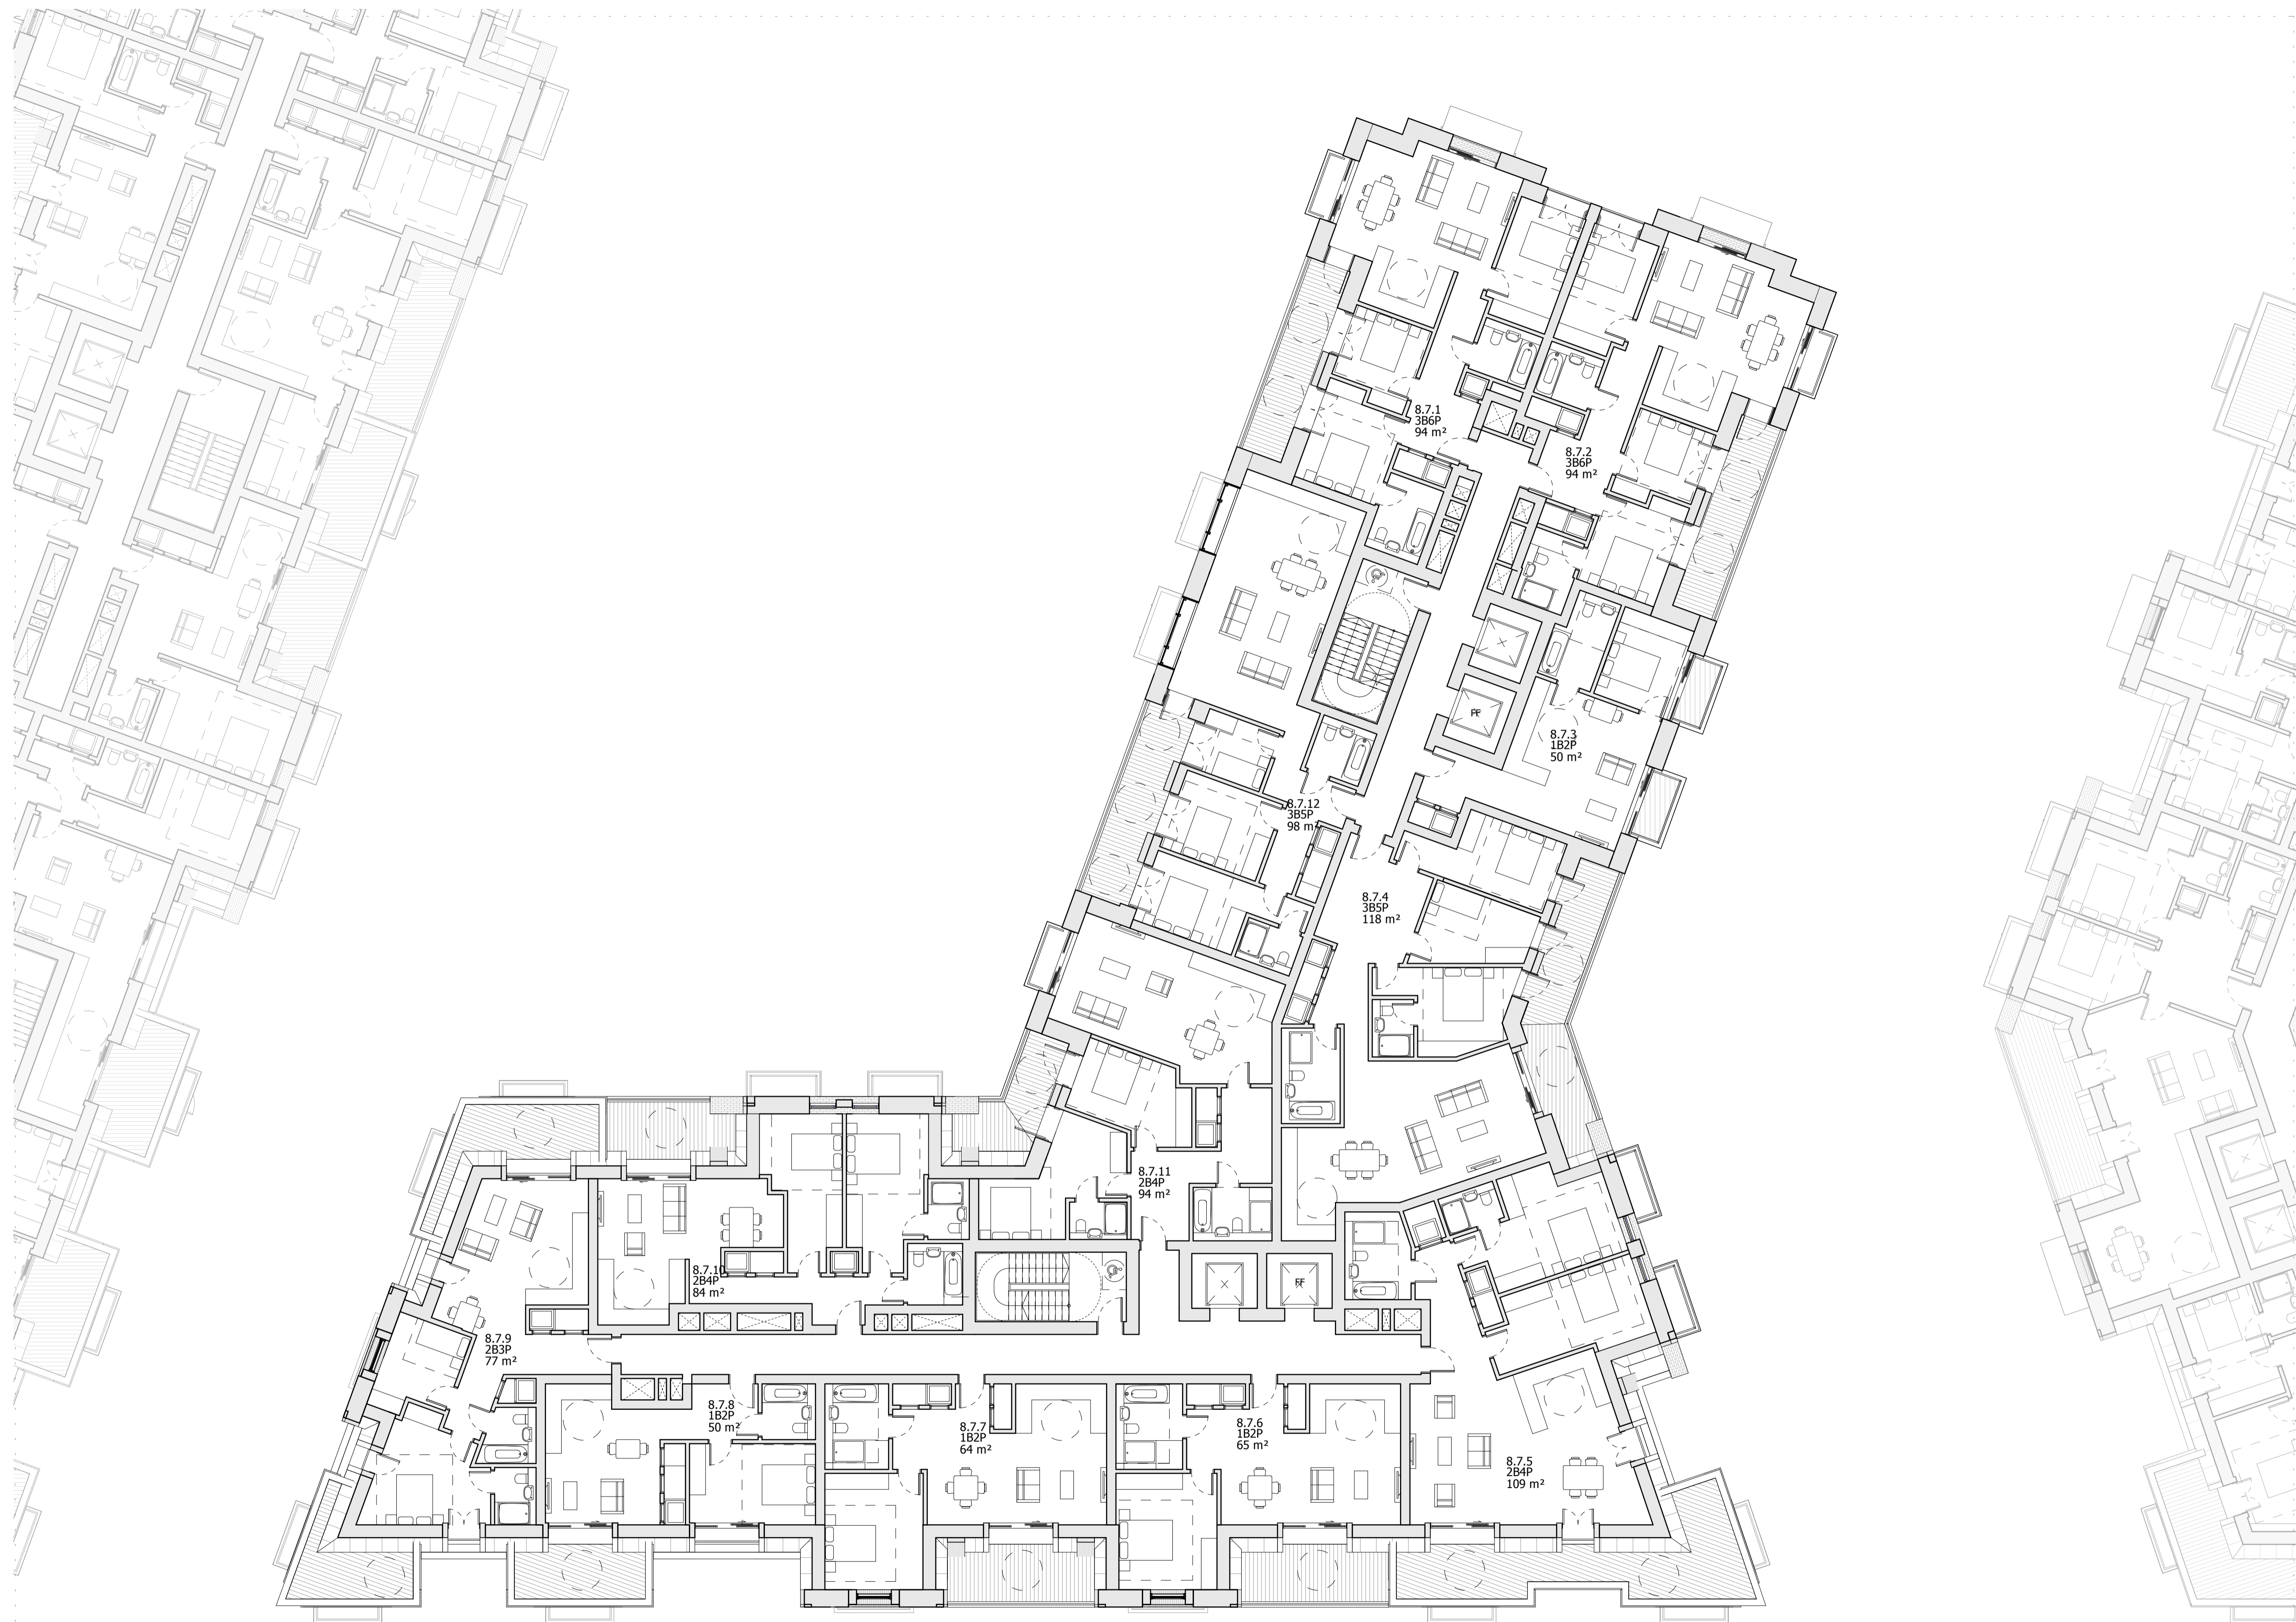 8.7.1
3B6P
94 m²
8.7.2
3B6P
94 m²
8.7.3
1B2P
50 m²
FF
8.7.12
3B5P
98 m²
8.7.4
3B5P
118 m²
8.7.11
2B4P
94 m²
8.7.10
2B4P
84 m²
FF
8.7.9
2B3P
77 m²
8.7.8
1B2P
50 m²
8.7.7
1B2P
64 m²
8.7.6
1B2P
65 m²
8.7.5
2B4P
109 m²